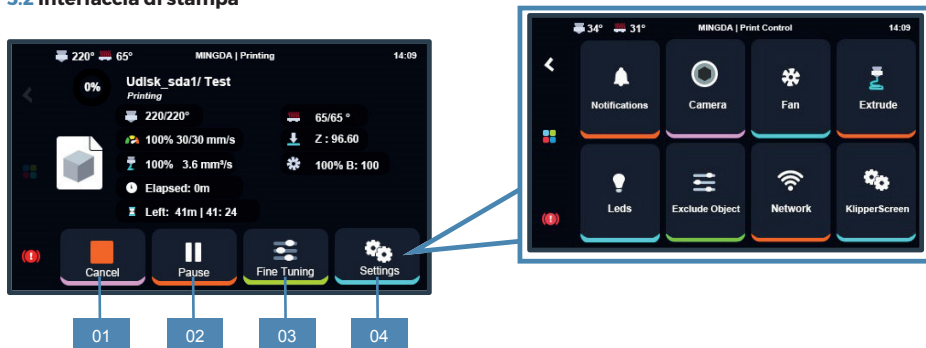 3.2 Interfaccia di stampa
220° 65° MINGDA | Printing 14:09
0%
UdIsk_sda1/ Test
Printing
220/220° 65/65 °
100% 30/30 mm/s Z : 96.60
100% 3.6 mm³/s 100% B: 100
Elapsed: 0m
Left: 41m | 41: 24
Cancel Pause Fine Tuning Settings
01 02 03 04
34° 31° MINGDA | Print Control 14:09
Notifications Camera Fan Extrude
Leds Exclude Object Network KlipperScreen